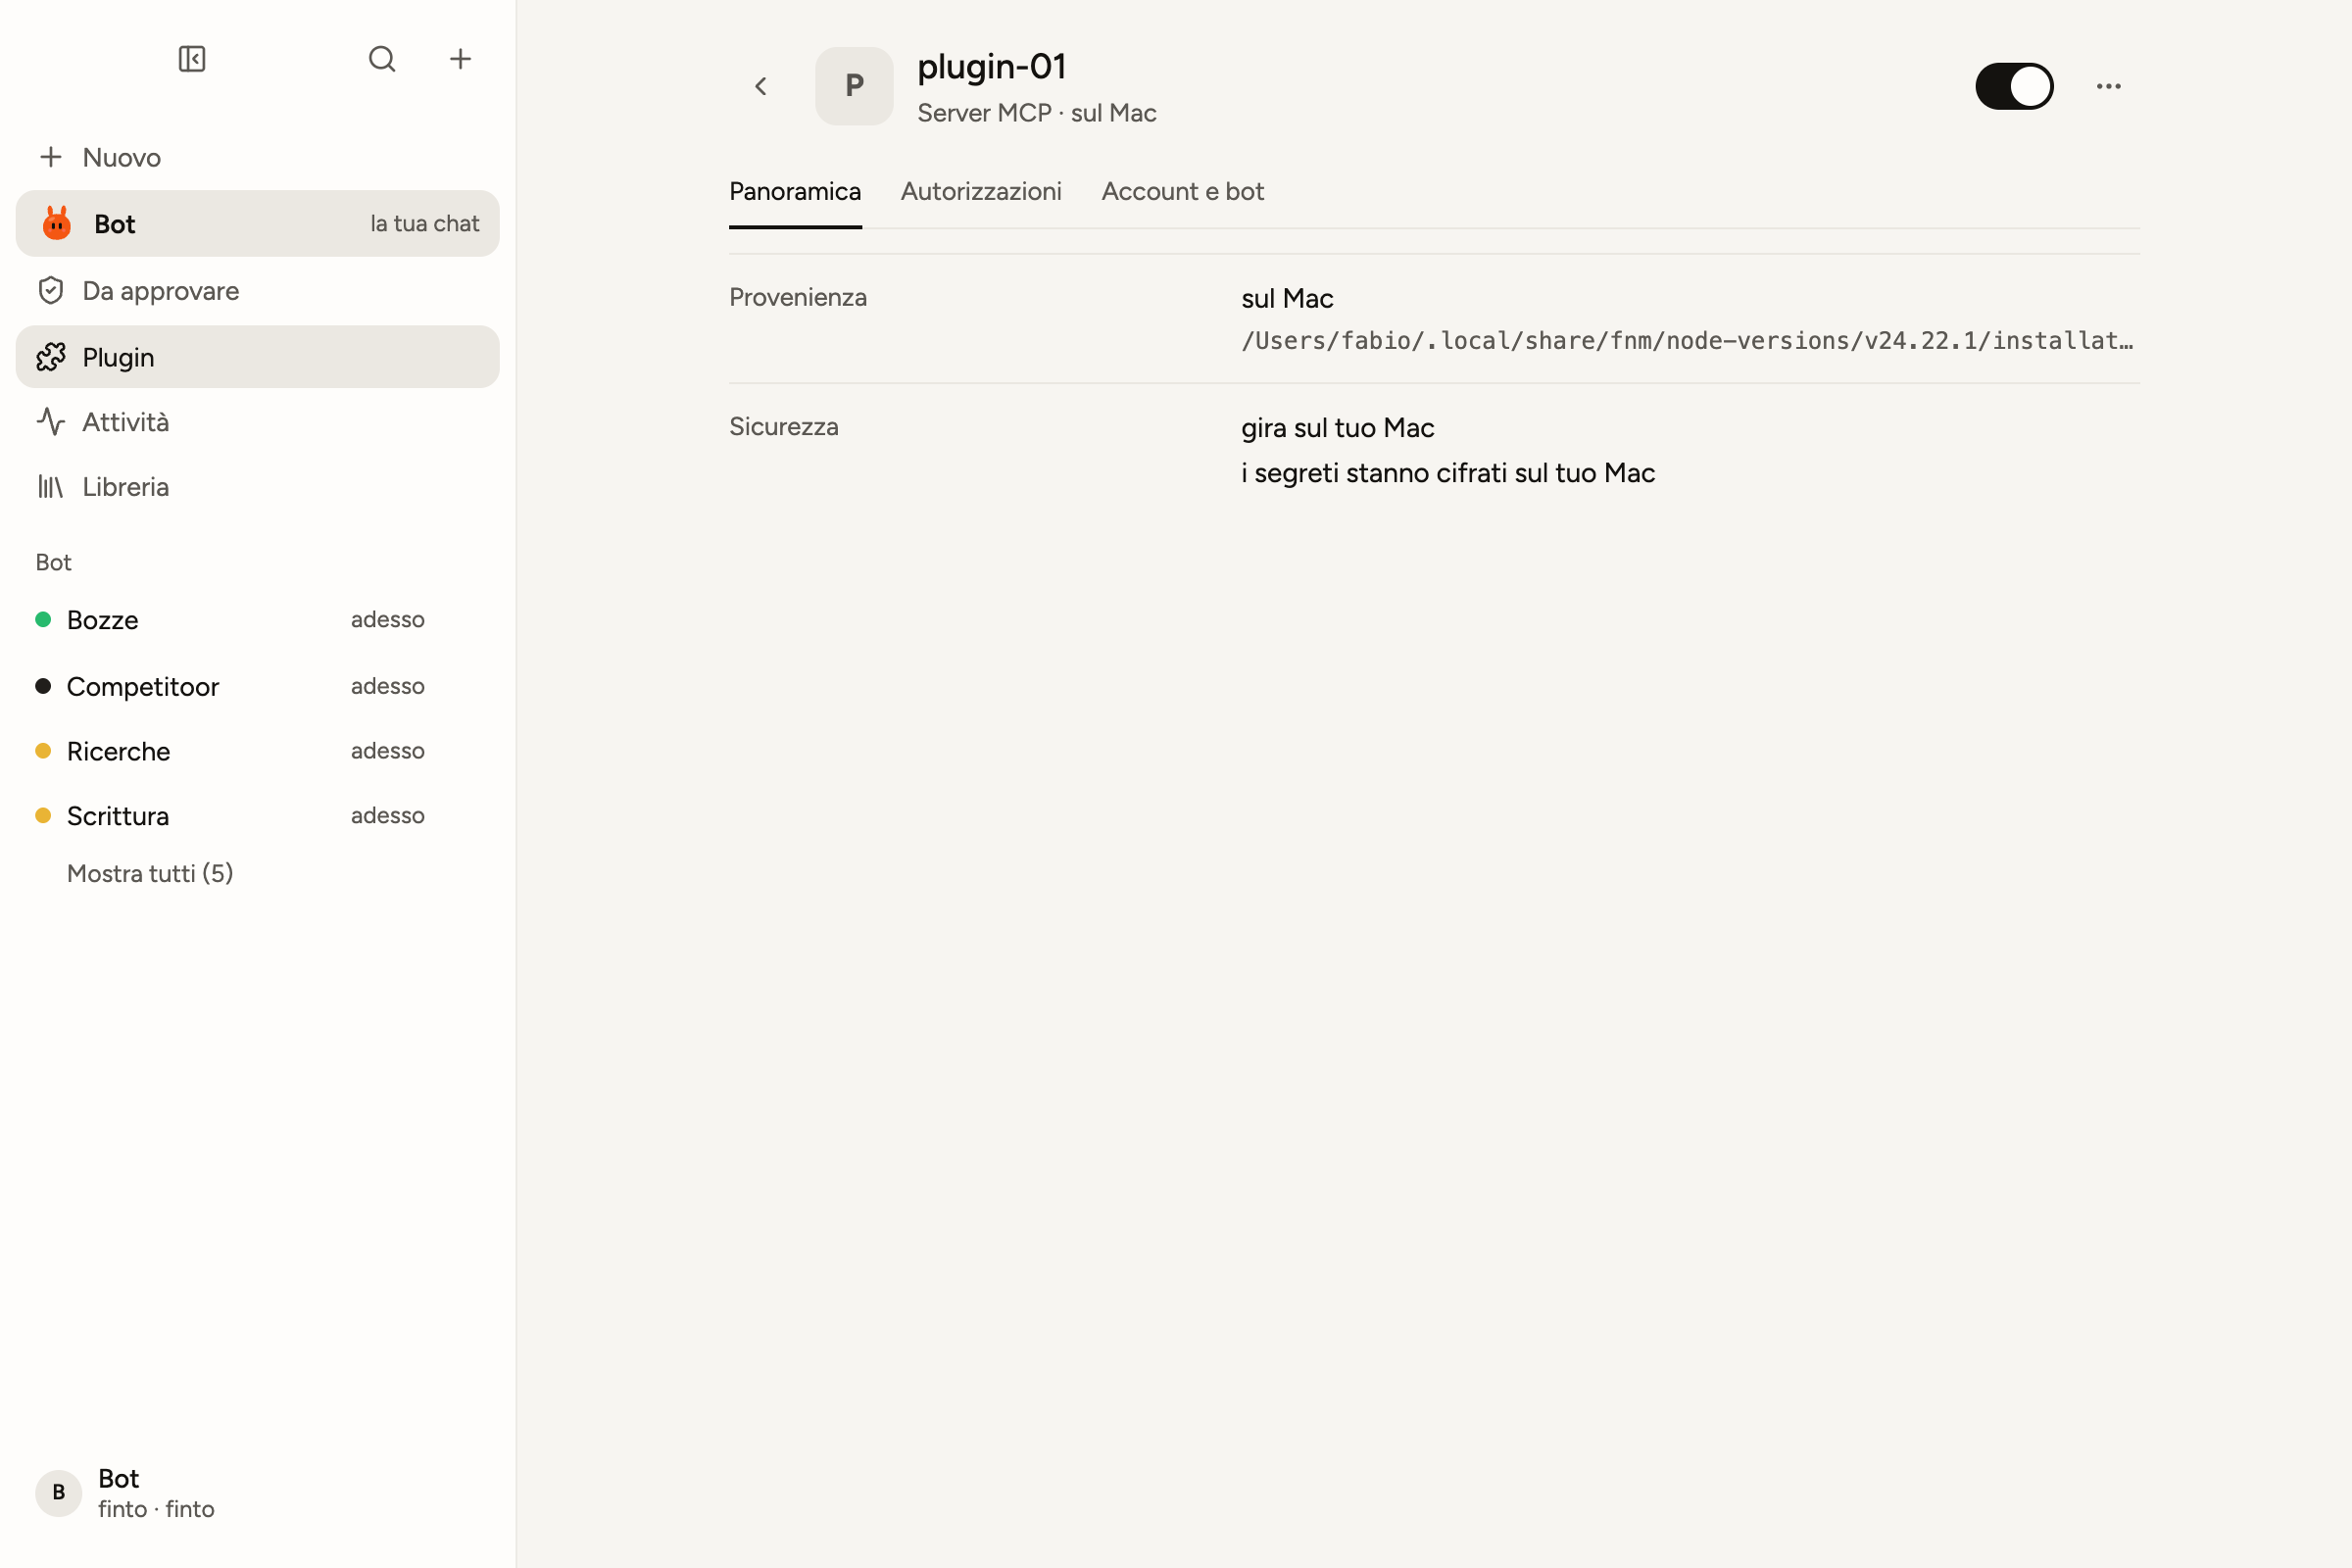 Nuovo
Bot la tua chat
Da approvare
Plugin
Attività
Libreria
Bot
Bozze adesso
Competitoor adesso
Ricerche adesso
Scrittura adesso
Mostra tutti (5)
B
Bot
finto · finto
P
plugin-01
Server MCP · sul Mac
Panoramica Autorizzazioni Account e bot
Provenienza sul Mac
/Users/fabio/.local/share/fnm/node-versions/v24.22.1/installat…
Sicurezza gira sul tuo Mac
i segreti stanno cifrati sul tuo Mac